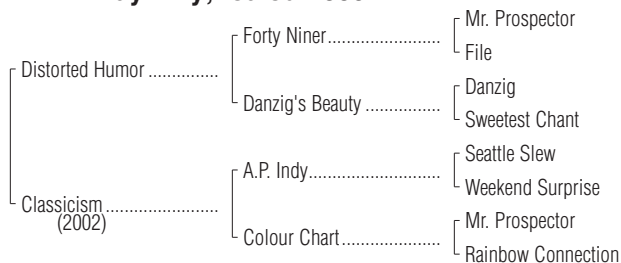 Mr. Prospector
Forty Niner
File
Distorted Humor
Danzig
Danzig's Beauty
Sweetest Chant
Seattle Slew
A.P. Indy
Weekend Surprise
Classicism
(2002)
Mr. Prospector
Colour Chart
Rainbow Connection